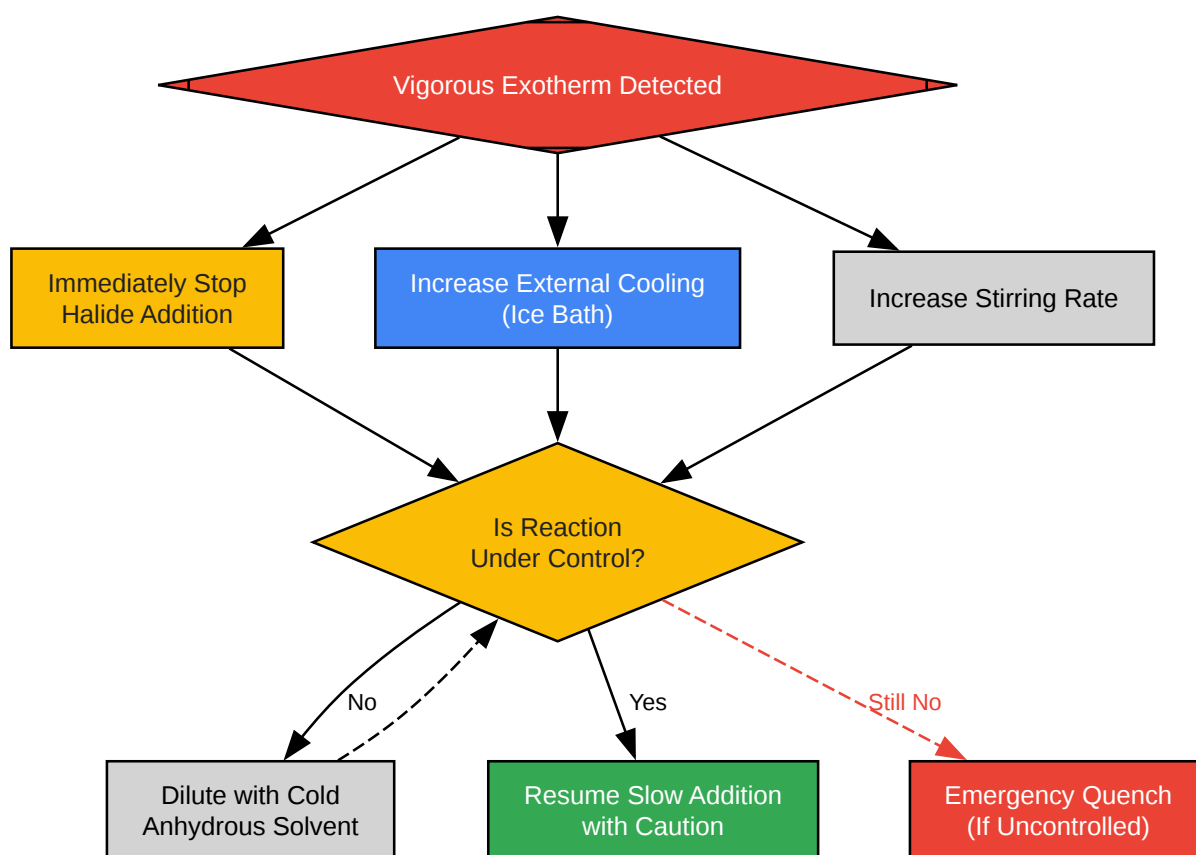 Vigorous Exotherm Detected
Immediately Stop
Halide Addition
Increase External Cooling
(Ice Bath)
Increase Stirring Rate
Is Reaction
Under Control?
No
Yes
Still No
Dilute with Cold
Anhydrous Solvent
Resume Slow Addition
with Caution
Emergency Quench
(If Uncontrolled)